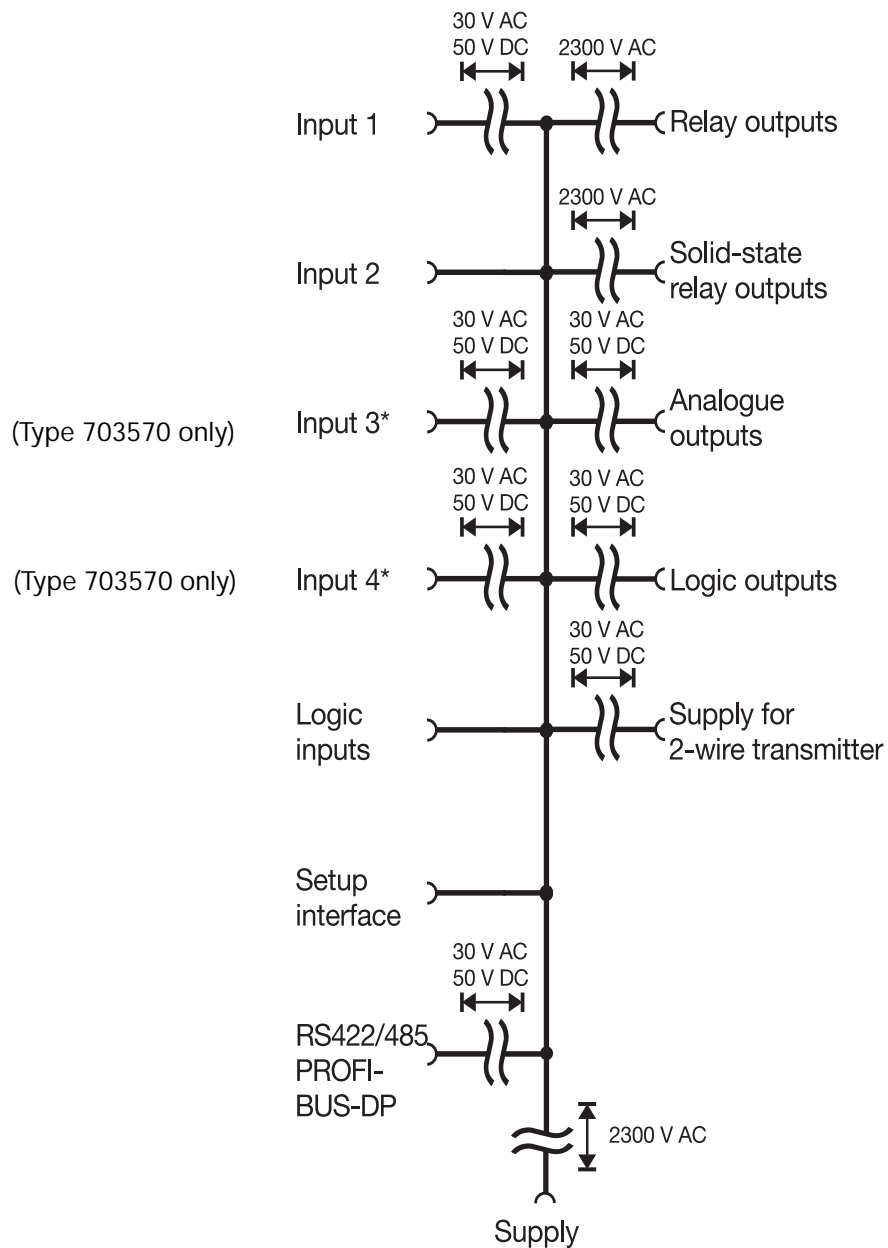 30 V AC
50 V DC
2300 V AC
Input 1
Relay outputs
2300 V AC
Input 2
Solid-state
relay outputs
30 V AC
50 V DC
30 V AC
50 V DC
(Type 703570 only)
Input 3*
Analogue
outputs
30 V AC
50 V DC
30 V AC
50 V DC
(Type 703570 only)
Input 4*
Logic outputs
30 V AC
50 V DC
Logic
inputs
Supply for
2-wire transmitter
Setup
interface
30 V AC
50 V DC
RS422/485
PROFI-
BUS-DP
2300 V AC
Supply